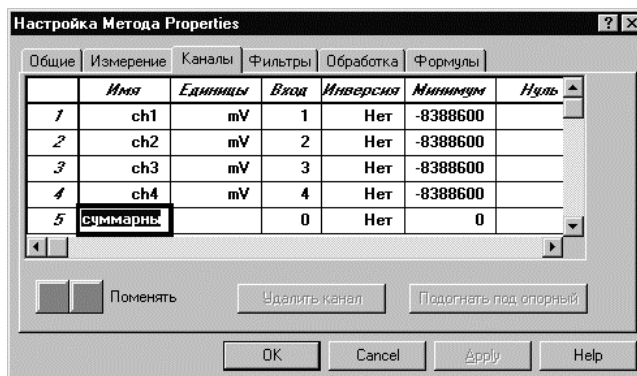 Настройка Метода Properties
Общие Измерение Каналы Фильтры Обработка Формулы
Имя Единицы Вход Инверсия Минимум Нуль
1 ch1 mV 1 Нет -8388600
2 ch2 mV 2 Нет -8388600
3 ch3 mV 3 Нет -8388600
4 ch4 mV 4 Нет -8388600
5 суммарны 0 Нет 0
Поменять Удалить канал Подогнать под опорный
OK Cancel Apply Help